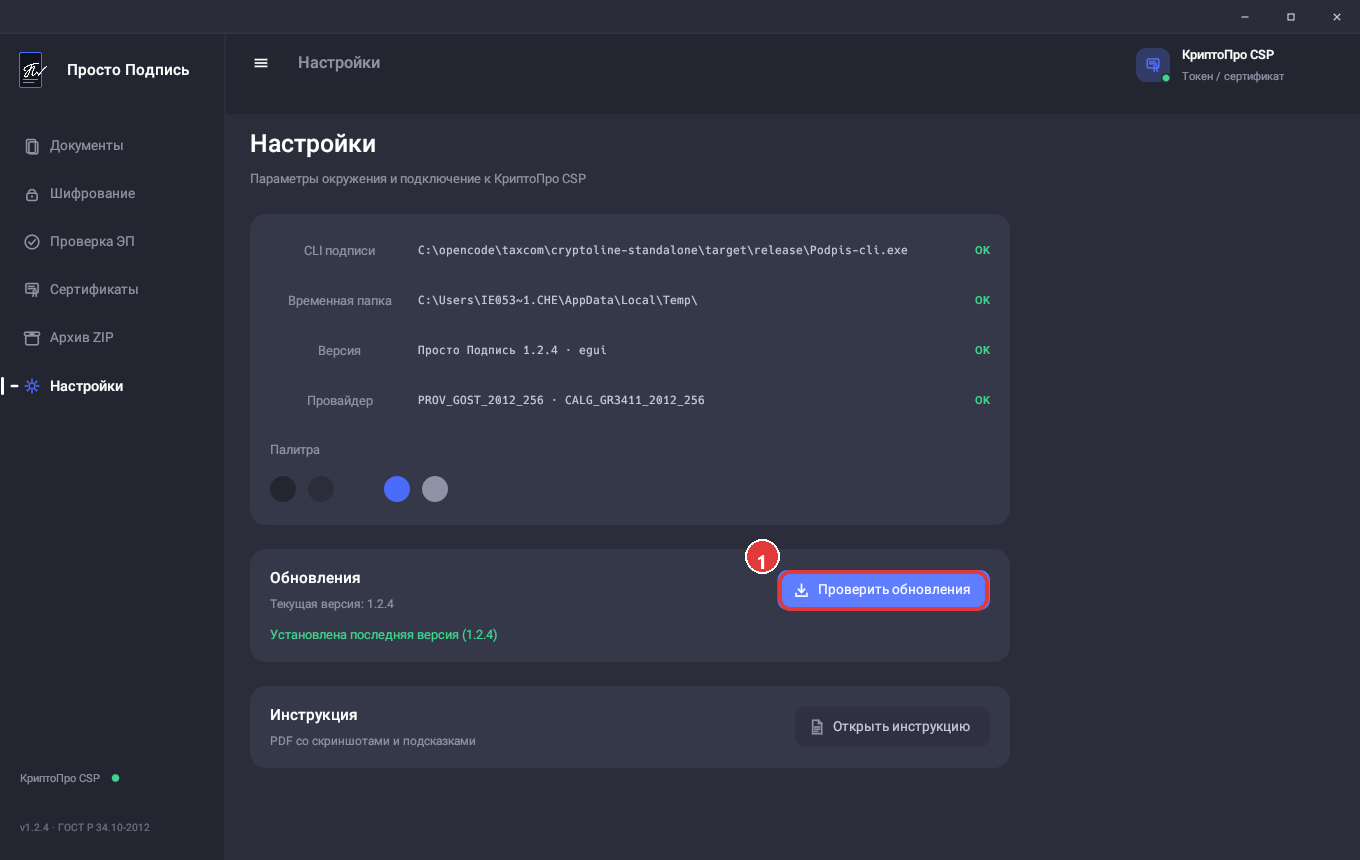 Просто Подпись
Настройки
КриптоПро CSP
Токен / сертификат
Документы
Шифрование
Проверка ЭП
Сертификаты
Архив ZIP
Настройки
Настройки
Параметры окружения и подключение к КриптоПро CSP
CLI подписи C:\opencode\taxcom\cryptoline-standalone\target\release\Podpis-cli.exe OK
Временная папка C:\Users\IE053~1.CHE\AppData\Local\Temp\ OK
Версия Просто Подпись 1.2.4 · egui OK
Провайдер PROV_GOST_2012_256 · CALG_GR3411_2012_256 OK
Палитра
1
Обновления
Проверить обновления
Текущая версия: 1.2.4
Установлена последняя версия (1.2.4)
Инструкция
Открыть инструкцию
PDF со скриншотами и подсказками
КриптоПро CSP
v1.2.4 · ГОСТ Р 34.10-2012